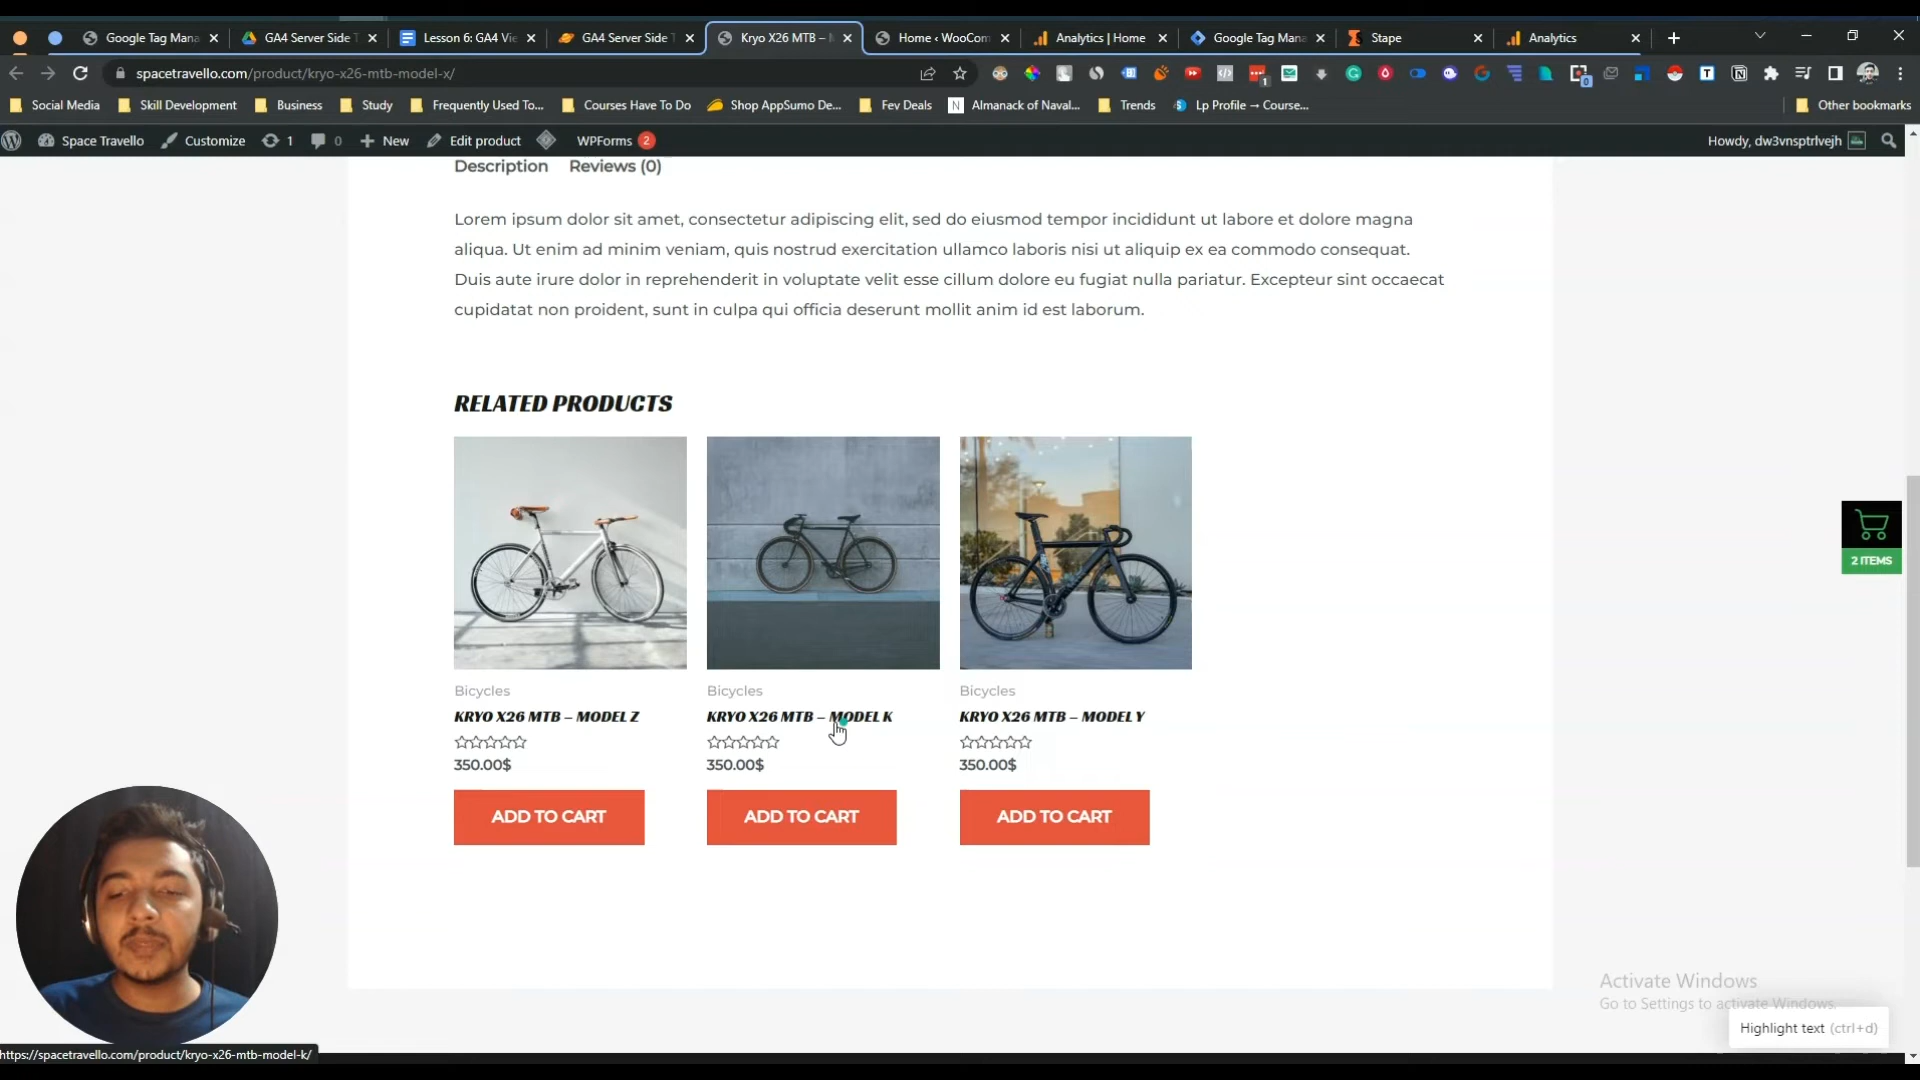 Google Tag Mana
GA4 Server Side T
Lesson 6: GA4 Vie
GA4 Server Side T
Kryo X26 MTB –
Home ‹ WooCom
Analytics | Home
Google Tag Mana
Stape
Analytics
spacetravello.com/product/kryo-x26-mtb-model-x/
Social Media
Skill Development
Business
Study
Frequently Used To...
Courses Have To Do
Shop AppSumo De...
Fev Deals
Almanack of Naval...
Trends
Lp Profile → Course...
Other bookmarks
Space Travello
Customize
1
0
New
Edit product
WPForms 2
Howdy, dw3vnsptrlvejh
Description Reviews (0)
Lorem ipsum dolor sit amet, consectetur adipiscing elit, sed do eiusmod tempor incididunt ut labore et dolore magna
aliqua. Ut enim ad minim veniam, quis nostrud exercitation ullamco laboris nisi ut aliquip ex ea commodo consequat.
Duis aute irure dolor in reprehenderit in voluptate velit esse cillum dolore eu fugiat nulla pariatur. Excepteur sint occaecat
cupidatat non proident, sunt in culpa qui officia deserunt mollit anim id est laborum.
RELATED PRODUCTS
2 ITEMS
Bicycles
KRYO X26 MTB – MODEL Z
350.00$
ADD TO CART
Bicycles
KRYO X26 MTB – MODEL K
350.00$
ADD TO CART
Bicycles
KRYO X26 MTB – MODEL Y
350.00$
ADD TO CART
Activate Windows
Go to Settings to activate Windows.
Highlight text (ctrl+d)
https://spacetravello.com/product/kryo-x26-mtb-model-k/